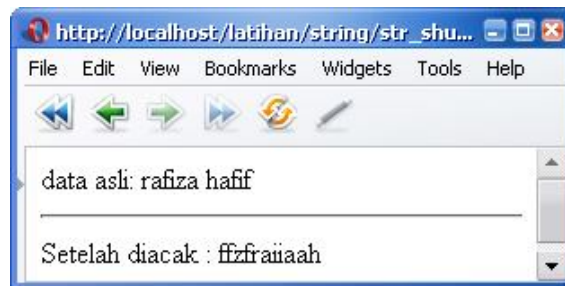 http://localhost/latihan/string/str_shu...
File Edit View Bookmarks Widgets Tools Help
data asli: rafiza hafif
Setelah diacak : ffzfraiiaah